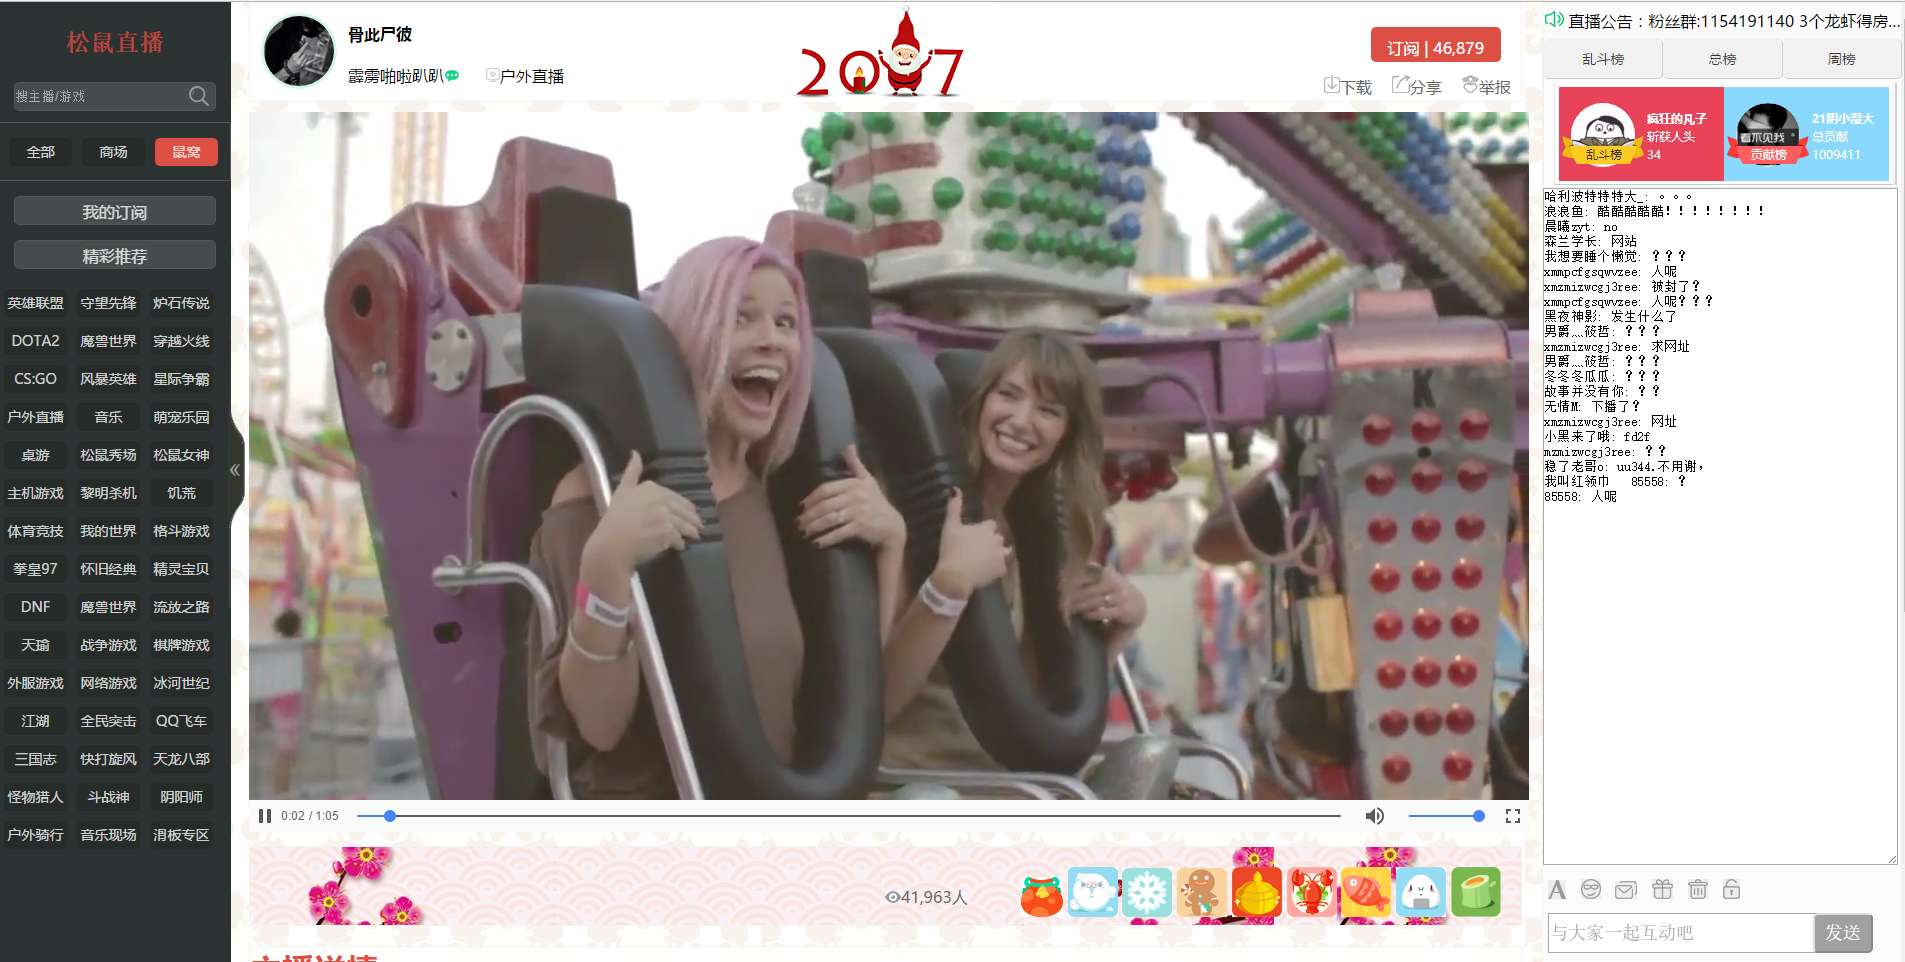 松鼠直播
搜主播/游戏
全部 商场 鼠窝
我的订阅
精彩推荐
英雄联盟 守望先锋 炉石传说
DOTA2 魔兽世界 穿越火线
CS:GO 风暴英雄 星际争霸
户外直播 音乐 萌宠乐园
桌游 松鼠秀场 松鼠女神
主机游戏 黎明杀机 饥荒
体育竞技 我的世界 格斗游戏
拳皇97 怀旧经典 精灵宝贝
DNF 魔兽世界 流放之路
天瑜 战争游戏 棋牌游戏
外服游戏 网络游戏 冰河世纪
江湖 全民突击 QQ飞车
三国志 快打旋风 天龙八部
怪物猎人 斗战神 阴阳师
户外骑行 音乐现场 滑板专区
«
骨此尸彼
霹雳啪啦趴趴 户外直播
2017
订阅 | 46,879
下载 分享 举报
K
0:02 / 1:05
41,963人
主播详情
直播公告：粉丝群:1154191140 3个龙虾得房...
乱斗榜 总榜 周榜
疯狂的凡子
斩获人头
34
乱斗榜
21阴小湿大
总贡献
1009411
看不见我
贡献榜
哈利波特特特大_: 。。。
浪浪鱼: 酷酷酷酷酷!!!!!!!!
晨曦zyt: no
森兰学长: 网站
我想要睡个懒觉: ？？？
xmmpcfgsqwvzee: 人呢
xmzmizwcgj3ree: 被封了？
xmmpcfgsqwvzee: 人呢？？？
黑夜神影: 发生什么了
男爵灬筱哲: ？？？
xmzmizwcgj3ree: 求网址
男爵灬筱哲: ？？？
冬冬冬瓜瓜: ？？？
故事并没有你: ？？
无情M: 下播了？
xmzmizwcgj3ree: 网址
小黑来了哦: fd2f
mzmizwcgj3ree: ？？
稳了老哥o: uu344.不用谢,
我叫红领巾 85558: ？
85558: 人呢
与大家一起互动吧 发送